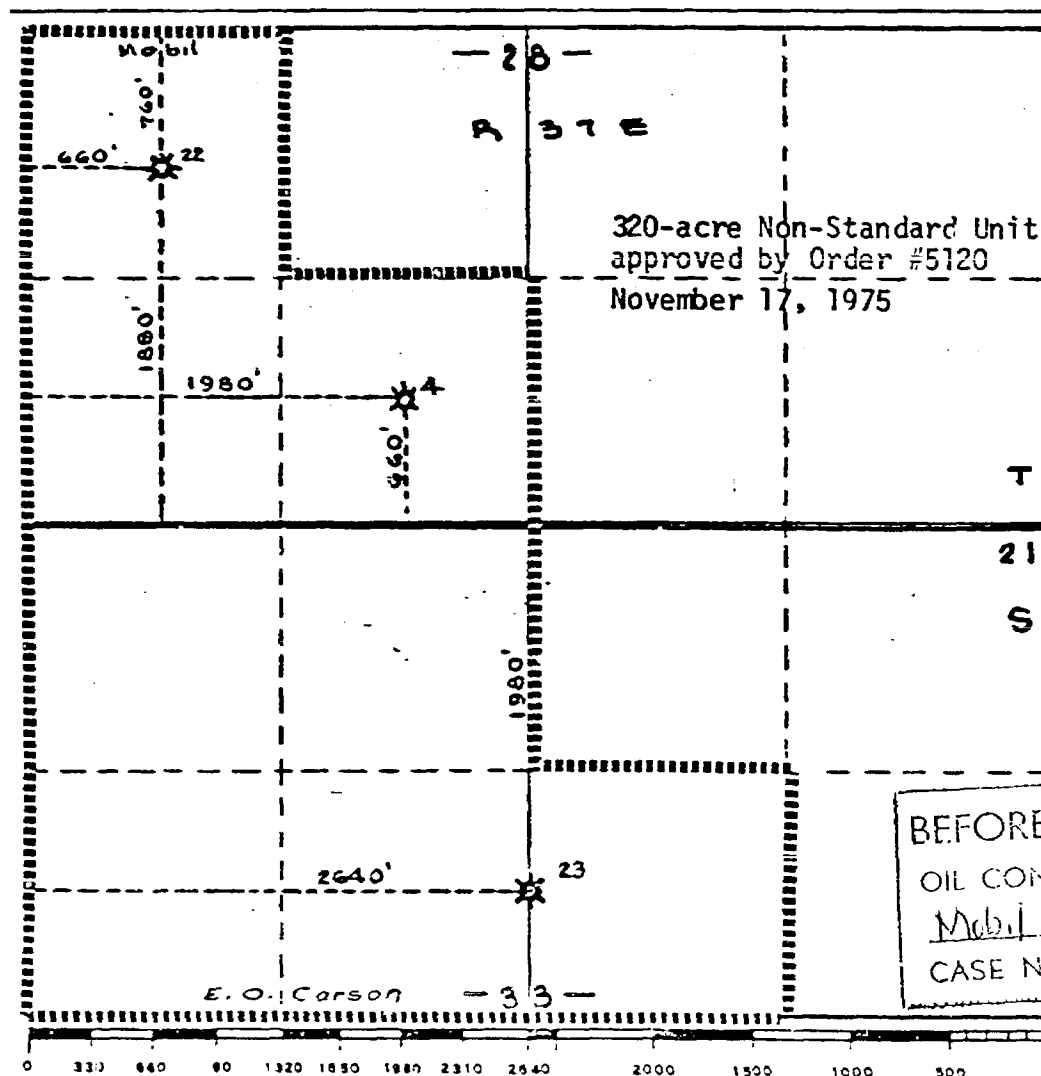 Mobil
— 28 —
R 37 E
760'
660'
22
320-acre Non-Standard Unit
approved by Order #5120
November 17, 1975
1880'
1980'
4
660'
T
21
S
1980'
2640'
23
BEFORE
OIL CON
Mobil
CASE N
E. O. Carson
— 33 —
0 330 660 90 1320 1650 1980 2310 2640 2000 1500 1000 500